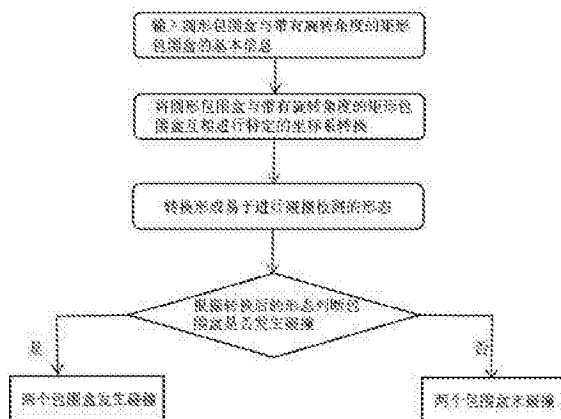 输入圆形包围盒与带有旋转角度的矩形
包围盒的基本信息
将圆形包围盒与带有旋转角度的矩形包
围盒互相进行特定的坐标系转换
转换形成易于进行碰撞检测的形态
根据转换后的形态判断包
围盒是否发生碰撞
是
否
两个包围盒发生碰撞
两个包围盒未碰撞